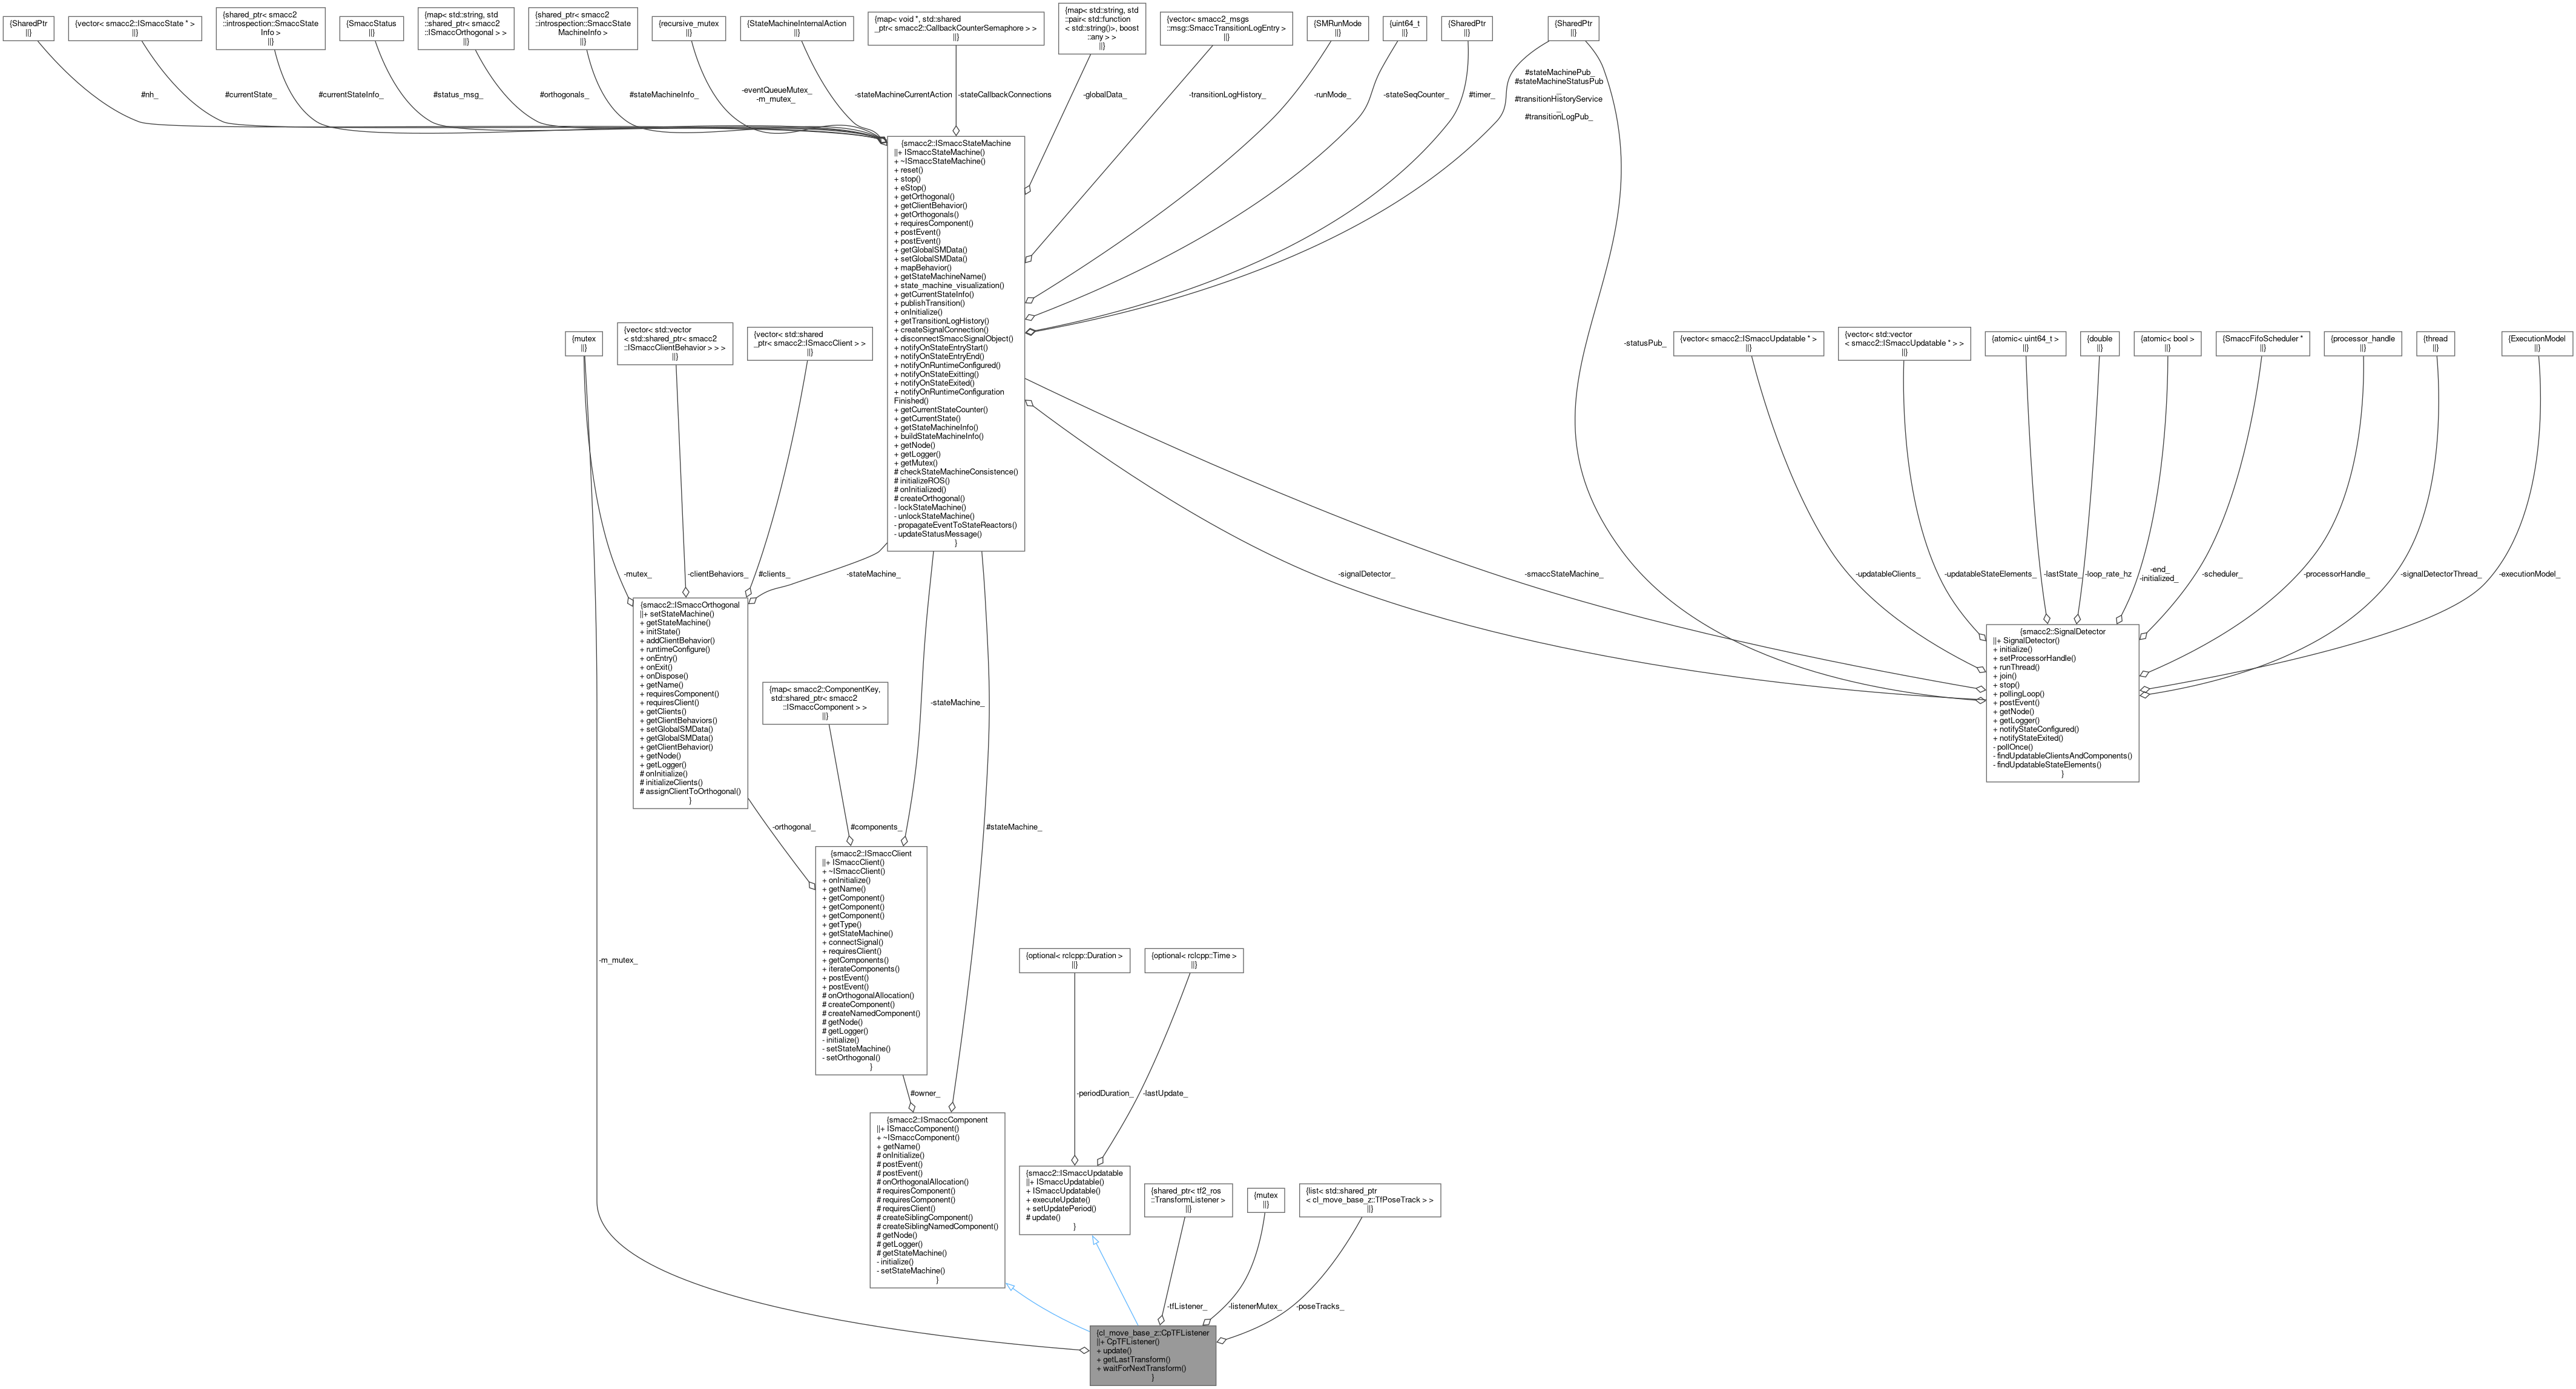 {SharedPtr
||}
{vector< smacc2::ISmaccState * >
||}
{shared_ptr< smacc2
::introspection::SmaccState
Info >
||}
{SmaccStatus
||}
{map< std::string, std
::shared_ptr< smacc2
::ISmaccOrthogonal > >
||}
{shared_ptr< smacc2
::introspection::SmaccState
MachineInfo >
||}
{recursive_mutex
||}
{StateMachineInternalAction
||}
{map< void *, std::shared
_ptr< smacc2::CallbackCounterSemaphore > >
||}
{map< std::string, std
::pair< std::function
< std::string()>, boost
::any > >
||}
{vector< smacc2_msgs
::msg::SmaccTransitionLogEntry >
||}
{SMRunMode
||}
{uint64_t
||}
{SharedPtr
||}
{SharedPtr
||}
#nh_
#currentState_
#currentStateInfo_
#status_msg_
#orthogonals_
#stateMachineInfo_
-eventQueueMutex_
-m_mutex_
-stateMachineCurrentAction
-stateCallbackConnections
-globalData_
-transitionLogHistory_
-runMode_
-stateSeqCounter_
#timer_
#stateMachinePub_
#stateMachineStatusPub
_
#transitionHistoryService
_
#transitionLogPub_
{smacc2::ISmaccStateMachine
||+ ISmaccStateMachine()
+ ~ISmaccStateMachine()
+ reset()
+ stop()
+ eStop()
+ getOrthogonal()
+ getClientBehavior()
+ getOrthogonals()
+ requiresComponent()
+ postEvent()
+ postEvent()
+ getGlobalSMData()
+ setGlobalSMData()
+ mapBehavior()
+ getStateMachineName()
+ state_machine_visualization()
+ getCurrentStateInfo()
+ publishTransition()
+ onInitialize()
+ getTransitionLogHistory()
+ createSignalConnection()
+ disconnectSmaccSignalObject()
+ notifyOnStateEntryStart()
+ notifyOnStateEntryEnd()
+ notifyOnRuntimeConfigured()
+ notifyOnStateExitting()
+ notifyOnStateExited()
+ notifyOnRuntimeConfiguration
Finished()
+ getCurrentStateCounter()
+ getCurrentState()
+ getStateMachineInfo()
+ buildStateMachineInfo()
+ getNode()
+ getLogger()
+ getMutex()
# checkStateMachineConsistence()
# initializeROS()
# onInitialized()
# createOrthogonal()
- lockStateMachine()
- unlockStateMachine()
- propagateEventToStateReactors()
- updateStatusMessage()
}
{mutex
||}
{vector< std::vector
< std::shared_ptr< smacc2
::ISmaccClientBehavior > > >
||}
{vector< std::shared
_ptr< smacc2::ISmaccClient > >
||}
-statusPub_
{vector< smacc2::ISmaccUpdatable * >
||}
{vector< std::vector
< smacc2::ISmaccUpdatable * > >
||}
{atomic< uint64_t >
||}
{double
||}
{atomic< bool >
||}
{SmaccFifoScheduler *
||}
{processor_handle
||}
{thread
||}
{ExecutionModel
||}
-mutex_
-clientBehaviors_
#clients_
-stateMachine_
-signalDetector_
-smaccStateMachine_
-updatableClients_
-updatableStateElements_
-lastState_
-loop_rate_hz
-end_
-initialized_
-scheduler_
-processorHandle_
-signalDetectorThread_
-executionModel_
{smacc2::ISmaccOrthogonal
||+ setStateMachine()
+ getStateMachine()
+ initState()
+ addClientBehavior()
+ runtimeConfigure()
+ onEntry()
+ onExit()
+ onDispose()
+ getName()
+ requiresComponent()
+ requiresClient()
+ getClients()
+ getClientBehaviors()
+ setGlobalSMData()
+ getGlobalSMData()
+ getClientBehavior()
+ getNode()
+ getLogger()
# onInitialize()
# initializeClients()
# assignClientToOrthogonal()
}
{smacc2::SignalDetector
||+ SignalDetector()
+ initialize()
+ setProcessorHandle()
+ runThread()
+ join()
+ stop()
+ pollingLoop()
+ postEvent()
+ getNode()
+ getLogger()
+ notifyStateConfigured()
+ notifyStateExited()
- pollOnce()
- findUpdatableClientsAndComponents()
- findUpdatableStateElements()
}
{map< smacc2::ComponentKey,
std::shared_ptr< smacc2
::ISmaccComponent > >
||}
-stateMachine_
-orthogonal_
#components_
#stateMachine_
{smacc2::ISmaccClient
||+ ISmaccClient()
+ ~ISmaccClient()
+ onInitialize()
+ getName()
+ getComponent()
+ getComponent()
+ getComponent()
+ getType()
+ getStateMachine()
+ connectSignal()
+ requiresClient()
+ getComponents()
+ iterateComponents()
+ postEvent()
+ postEvent()
# onOrthogonalAllocation()
# createComponent()
# createNamedComponent()
# getNode()
# getLogger()
- initialize()
- setStateMachine()
- setOrthogonal()
}
-m_mutex_
{optional< rclcpp::Duration >
||}
{optional< rclcpp::Time >
||}
#owner_
-periodDuration_
-lastUpdate_
{smacc2::ISmaccComponent
||+ ISmaccComponent()
+ ~ISmaccComponent()
+ getName()
# onInitialize()
# postEvent()
# postEvent()
# onOrthogonalAllocation()
# requiresComponent()
# requiresComponent()
# requiresClient()
# createSiblingComponent()
# createSiblingNamedComponent()
# getNode()
# getLogger()
# getStateMachine()
- initialize()
- setStateMachine()
}
{smacc2::ISmaccUpdatable
||+ ISmaccUpdatable()
+ ISmaccUpdatable()
+ executeUpdate()
+ setUpdatePeriod()
# update()
}
{shared_ptr< tf2_ros
::TransformListener >
||}
{mutex
||}
{list< std::shared_ptr
< cl_move_base_z::TfPoseTrack > >
||}
-tfListener_
-listenerMutex_
-poseTracks_
{cl_move_base_z::CpTFListener
||+ CpTFListener()
+ update()
+ getLastTransform()
+ waitForNextTransform()
}